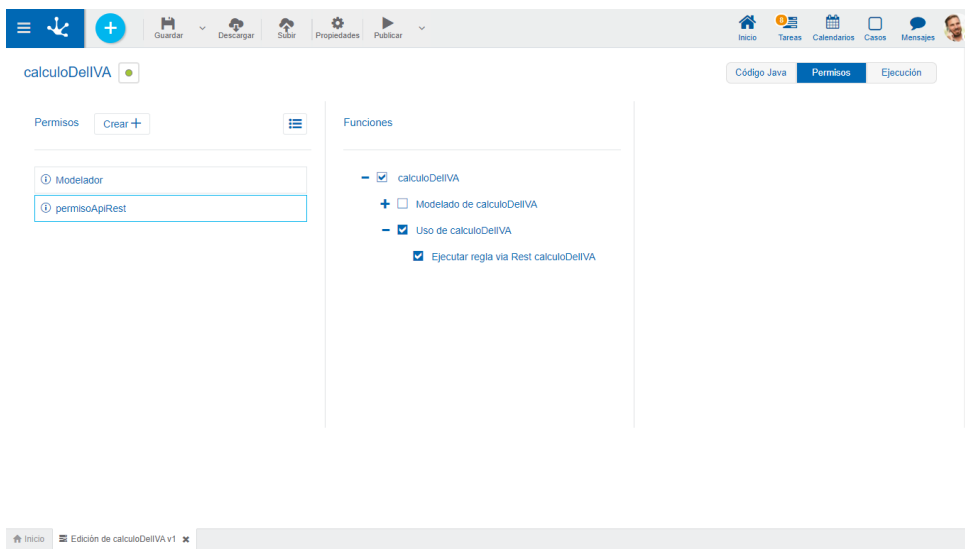 Guardar
Descargar
Subir
Propiedades
Publicar
Inicio
8
Tareas
Calendarios
Casos
Mensajes
calculoDelIVA
Código Java
Permisos
Ejecución
Permisos
Crear
Funciones
Modelador
permisoApiRest
calculoDelIVA
Modelado de calculoDelIVA
Uso de calculoDelIVA
Ejecutar regla via Rest calculoDelIVA
Inicio
Edición de calculoDelIVA v1